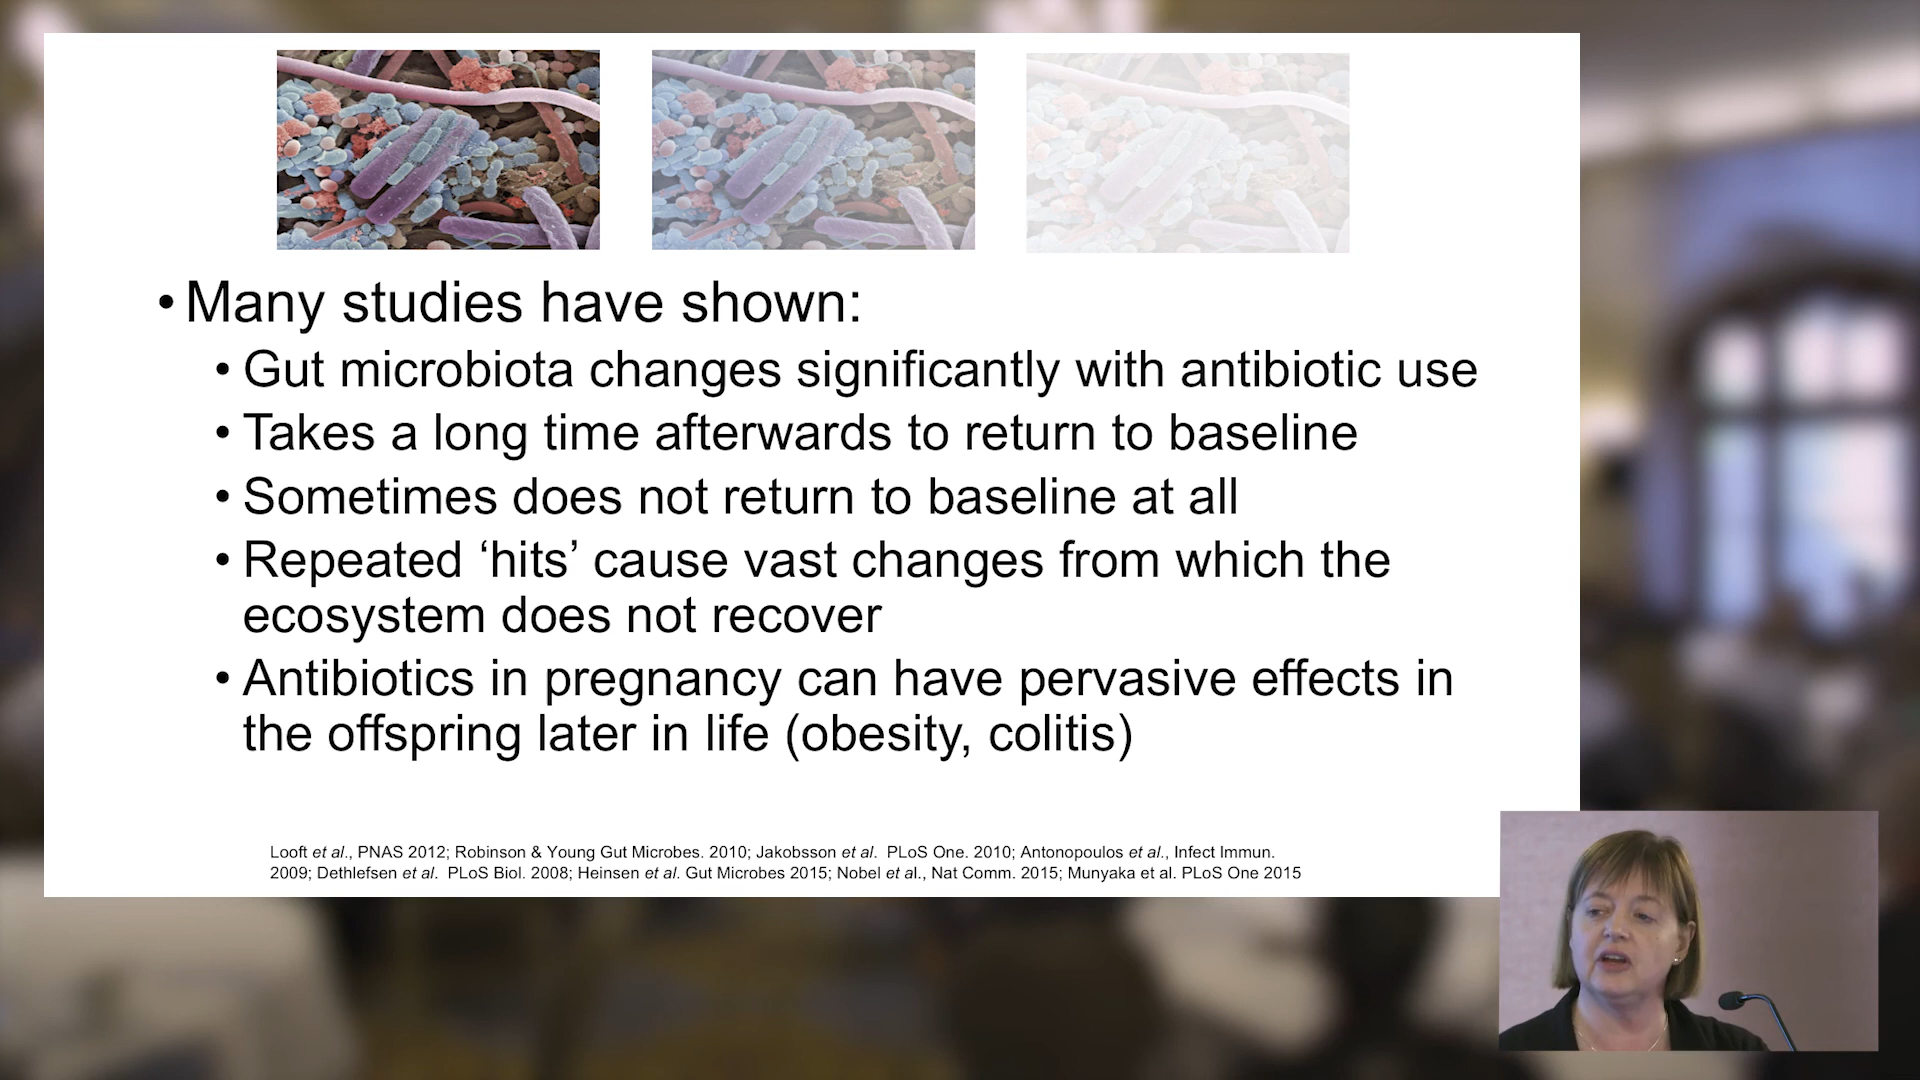 • Many studies have shown:
• Gut microbiota changes significantly with antibiotic use
• Takes a long time afterwards to return to baseline
• Sometimes does not return to baseline at all
• Repeated ‘hits’ cause vast changes from which the
ecosystem does not recover
• Antibiotics in pregnancy can have pervasive effects in
the offspring later in life (obesity, colitis)
Looft et al., PNAS 2012; Robinson & Young Gut Microbes. 2010; Jakobsson et al. PLoS One. 2010; Antonopoulos et al., Infect Immun.
2009; Dethlefsen et al. PLoS Biol. 2008; Heinsen et al. Gut Microbes 2015; Nobel et al., Nat Comm. 2015; Munyaka et al. PLoS One 2015